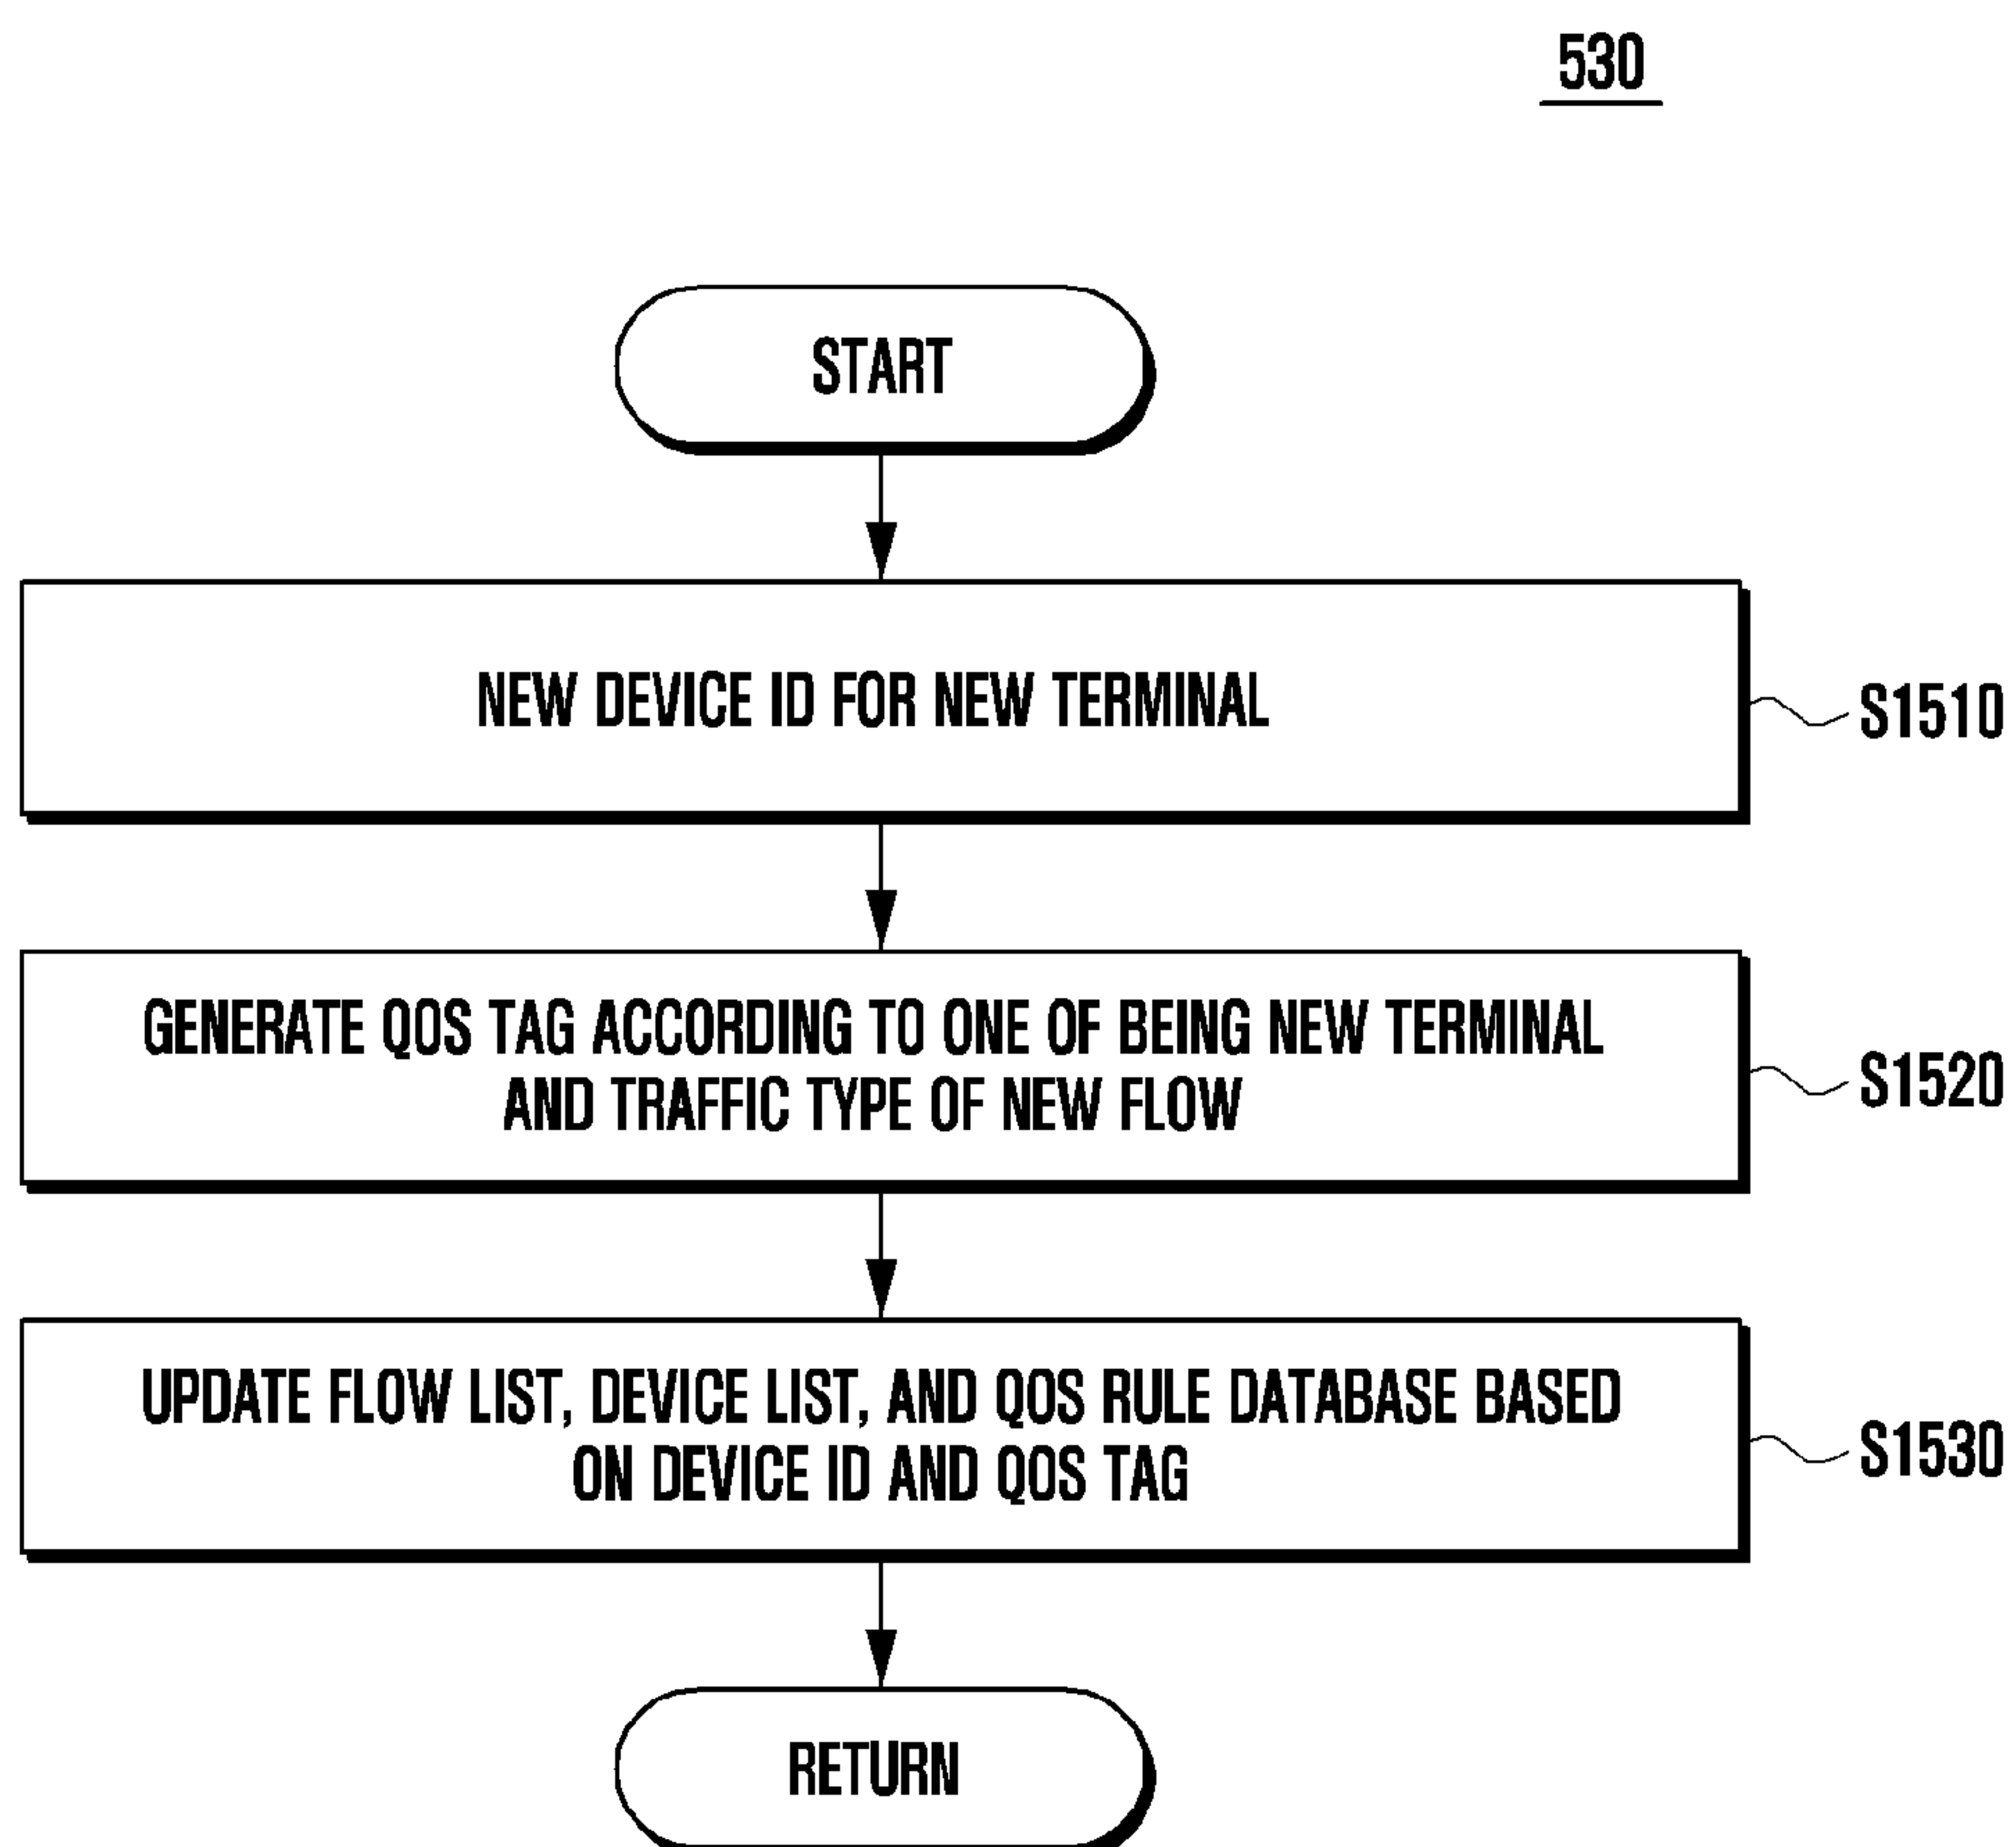 530
START
NEW DEVICE ID FOR NEW TERMINAL
S1510
GENERATE QOS TAG ACCORDING TO ONE OF BEING NEW TERMINAL
AND TRAFFIC TYPE OF NEW FLOW
S1520
UPDATE FLOW LIST, DEVICE LIST, AND QOS RULE DATABASE BASED
ON DEVICE ID AND QOS TAG
S1530
RETURN